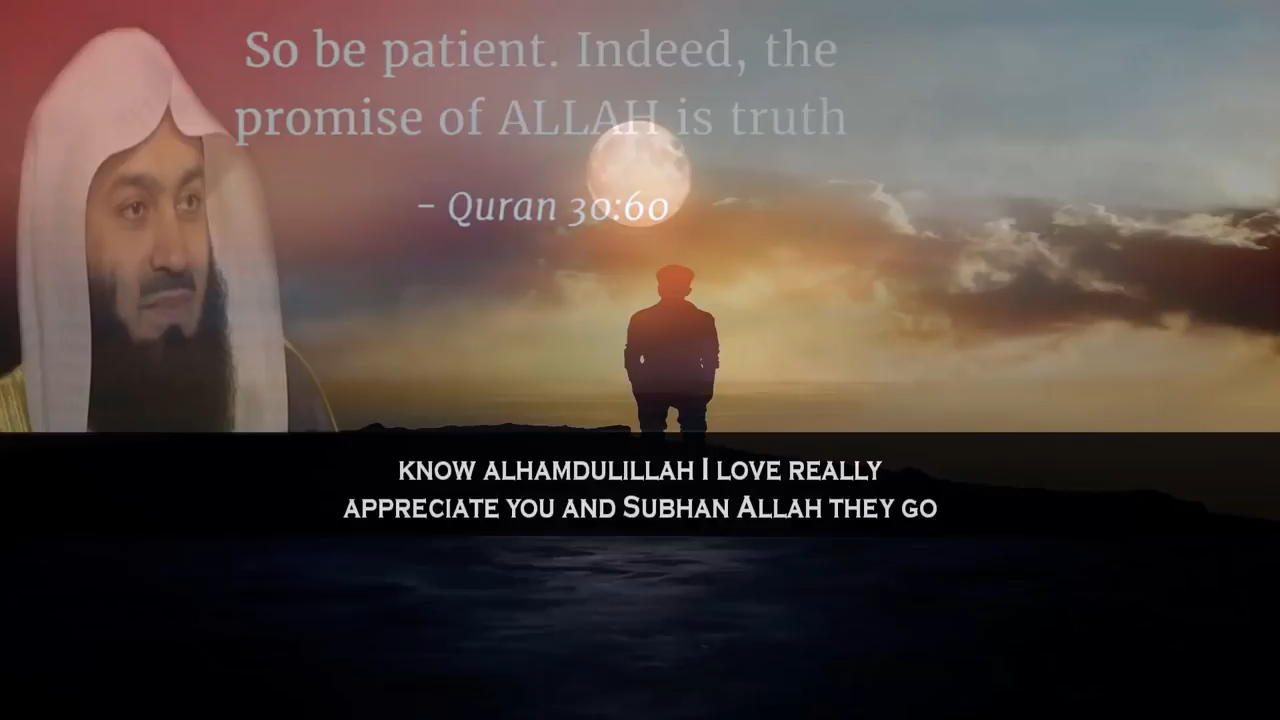 So be patient. Indeed, the
promise of ALLAH is truth
- Quran 30:60
KNOW ALHAMDULILLAH I LOVE REALLY
APPRECIATE YOU AND SUBHAN ALLAH THEY GO